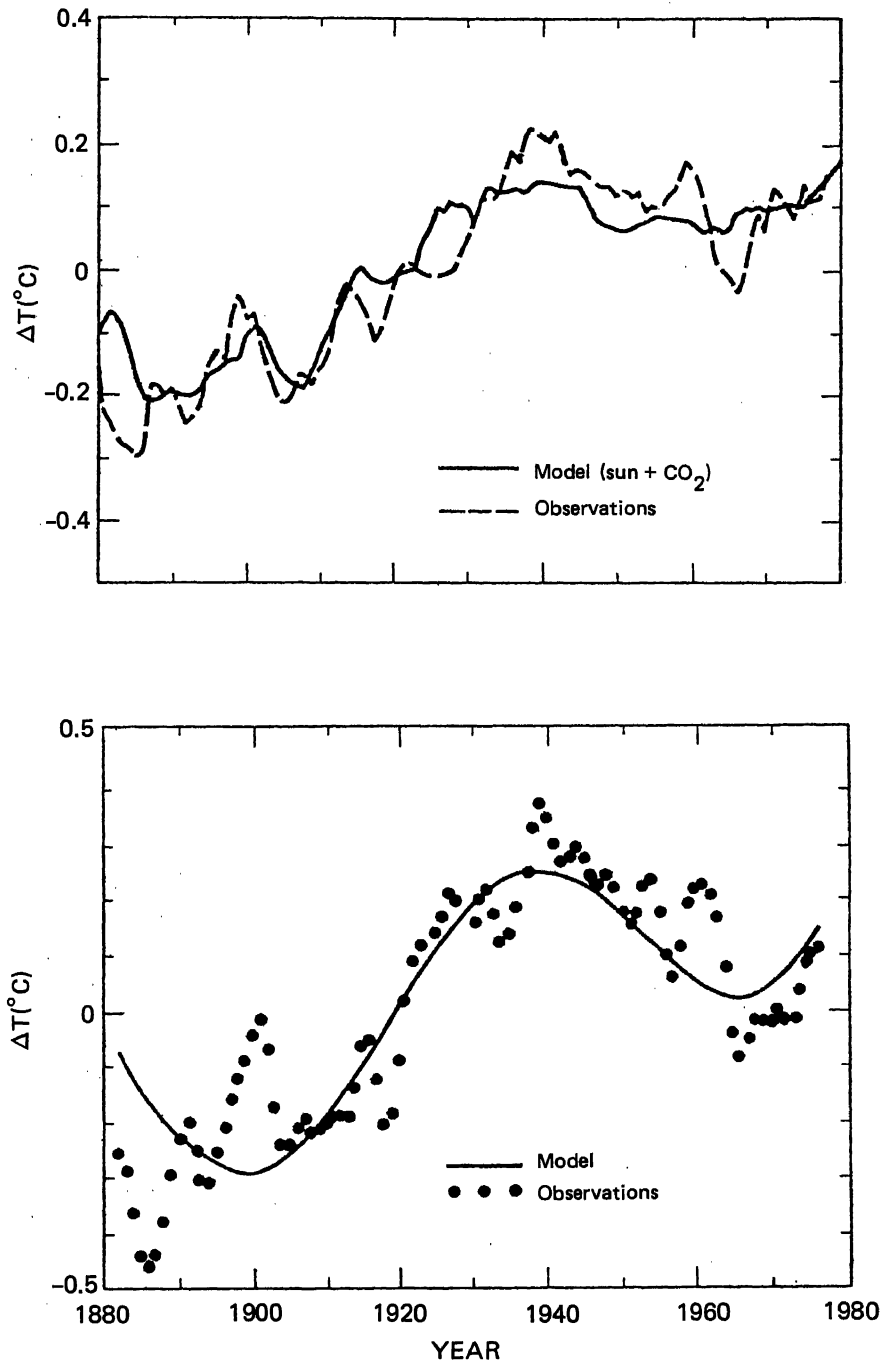 0.4
0.2
0
−0.2
−0.4
ΔT(°C)
Model (sun + CO2)
Observations
0.5
0
−0.5
ΔT(°C)
Model
Observations
1880 1900 1920 1940 1960 1980
YEAR